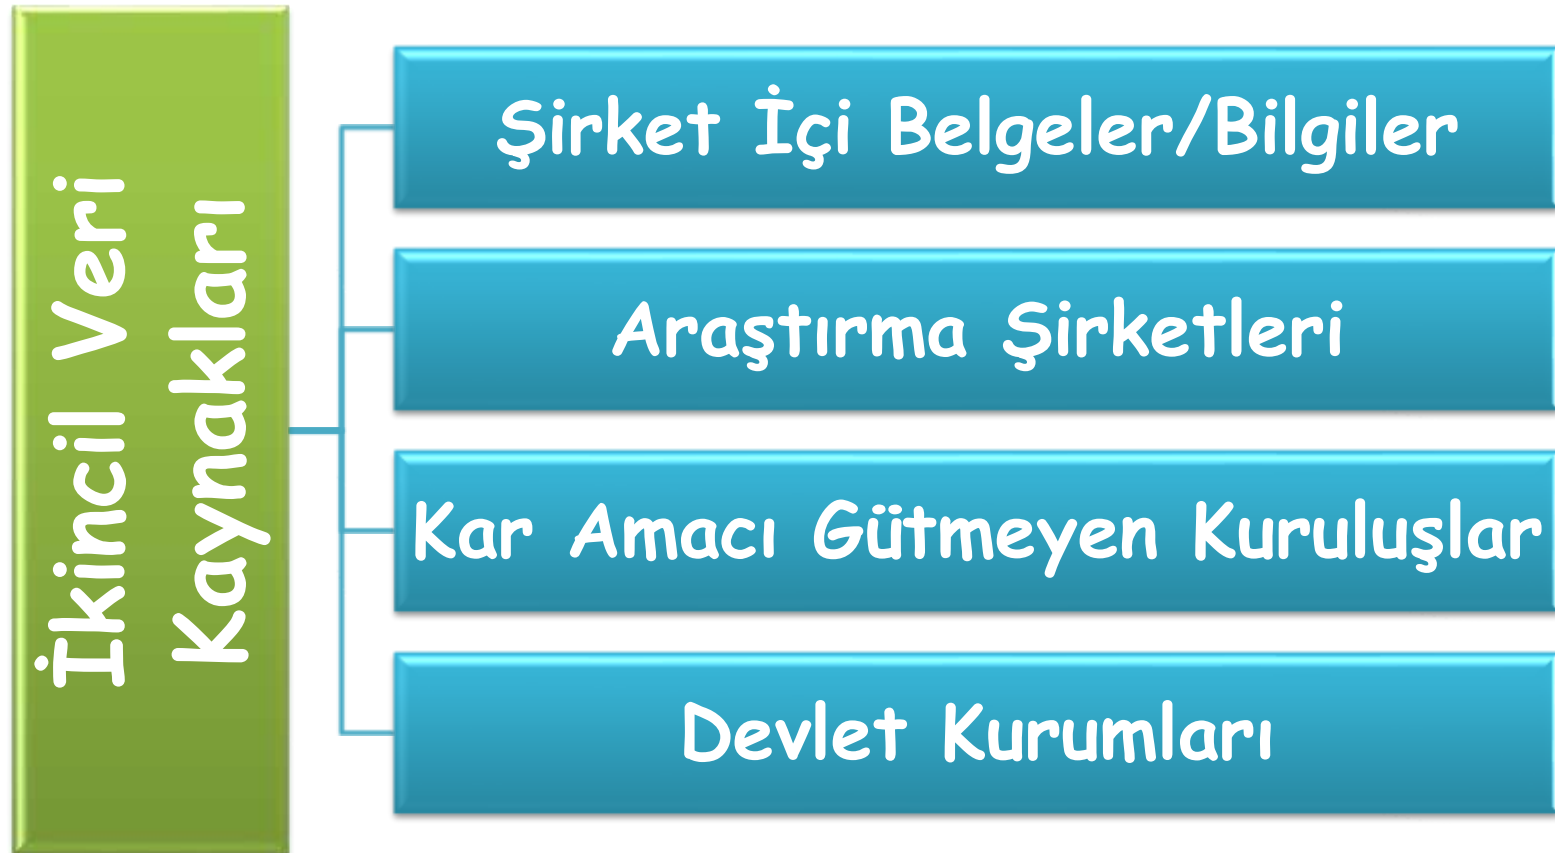 İkincil Veri
Kaynakları
Şirket İçi Belgeler/Bilgiler
Araştırma Şirketleri
Kar Amacı Gütmeyen Kuruluşlar
Devlet Kurumları